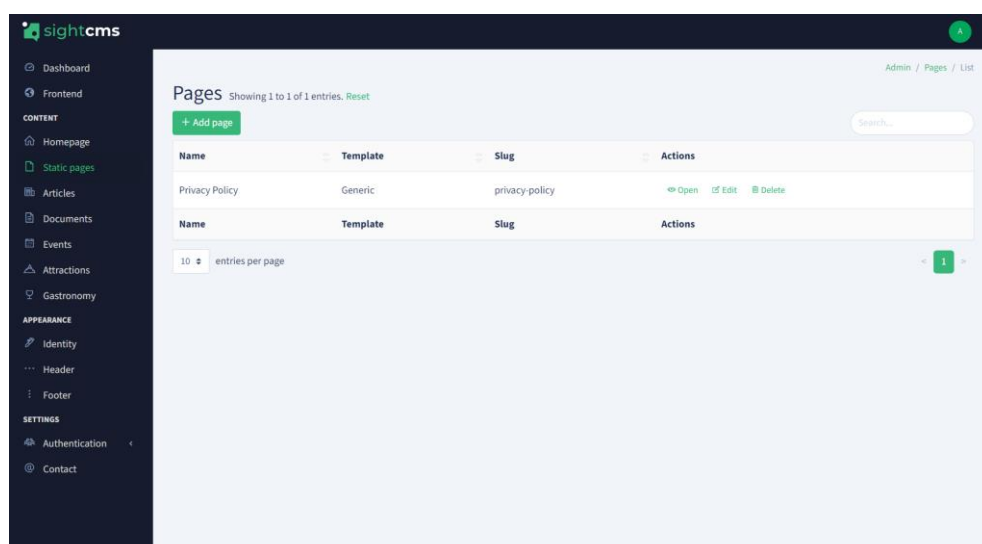 sightcms
A
Dashboard
Frontend
CONTENT
Homepage
Static pages
Articles
Documents
Events
Attractions
Gastronomy
APPEARANCE
Identity
Header
Footer
SETTINGS
Authentication
Contact
Admin / Pages / List
Pages Showing 1 to 1 of 1 entries. Reset
+ Add page
Search...
Name Template Slug Actions
Privacy Policy Generic privacy-policy Open Edit Delete
Name Template Slug Actions
10 entries per page
« 1 »